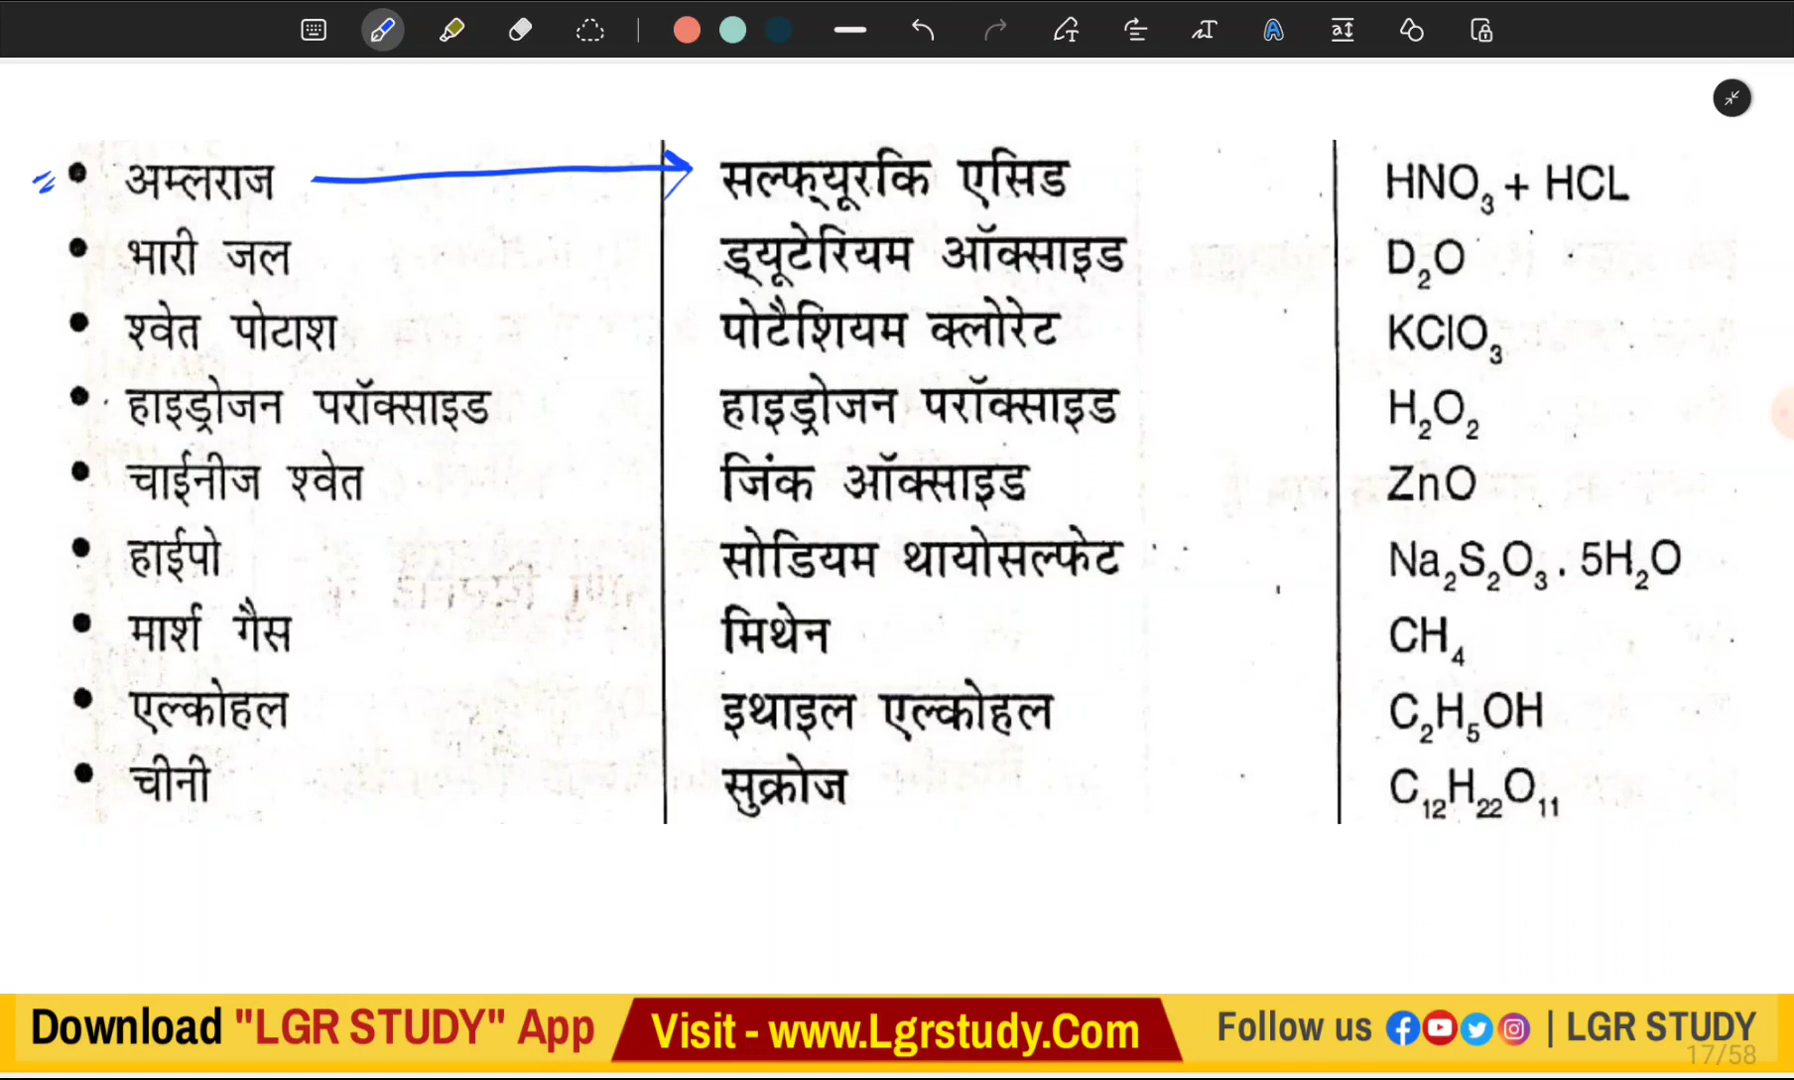 • अम्लराज सल्फ्यूरकि एसिड HNO₃ + HCL
• भारी जल ड्यूटेरियम ऑक्साइड D₂O
• श्वेत पोटाश पोटैशियम क्लोरेट KClO₃
• हाइड्रोजन परॉक्साइड हाइड्रोजन परॉक्साइड H₂O₂
• चाईनीज श्वेत जिंक ऑक्साइड ZnO
• हाईपो सोडियम थायोसल्फेट Na₂S₂O₃ . 5H₂O
• मार्श गैस मिथेन CH₄
• एल्कोहल इथाइल एल्कोहल C₂H₅OH
• चीनी सुक्रोज C₁₂H₂₂O₁₁
Download "LGR STUDY" App Visit - www.Lgrstudy.Com Follow us | LGR STUDY
17/58